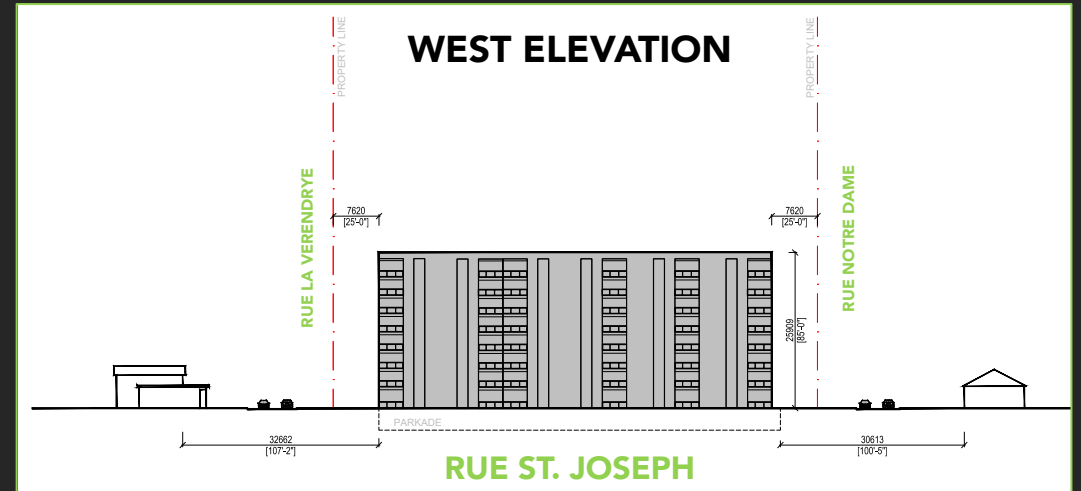 WEST ELEVATION
PROPERTY LINE
PROPERTY LINE
RUE LA VERENDRYE
RUE NOTRE DAME
7620
[25'-0"]
7620
[25'-0"]
25909
[85'-0"]
PARKADE
32662
[107'-2"]
30613
[100'-5"]
RUE ST. JOSEPH